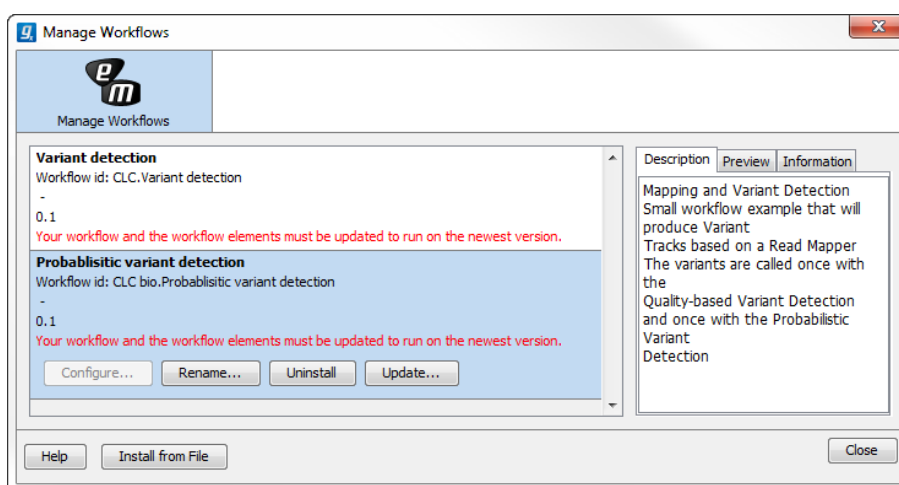 Manage Workflows
Manage Workflows
Variant detection
Workflow id: CLC.Variant detection
-
0.1
Your workflow and the workflow elements must be updated to run on the newest version.
Probablisitic variant detection
Workflow id: CLC bio.Probablisitic variant detection
-
0.1
Your workflow and the workflow elements must be updated to run on the newest version.
Configure... Rename... Uninstall Update...
Description Preview Information
Mapping and Variant Detection
Small workflow example that will
produce Variant
Tracks based on a Read Mapper
The variants are called once with
the
Quality-based Variant Detection
and once with the Probabilistic
Variant
Detection
Help Install from File Close